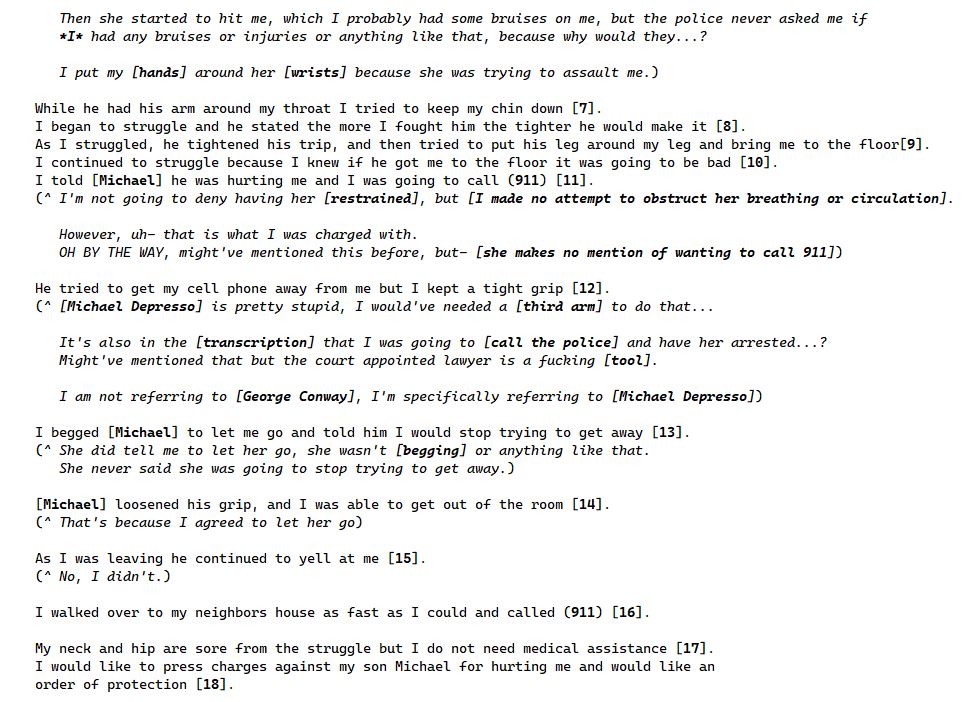 Then she started to hit me, which I probably had some bruises on me, but the police never asked me if
*I* had any bruises or injuries or anything like that, because why would they...?
I put my [hands] around her [wrists] because she was trying to assault me.)
While he had his arm around my throat I tried to keep my chin down [7].
I began to struggle and he stated the more I fought him the tighter he would make it [8].
As I struggled, he tightened his trip, and then tried to put his leg around my leg and bring me to the floor[9].
I continued to struggle because I knew if he got me to the floor it was going to be bad [10].
I told [Michael] he was hurting me and I was going to call (911) [11].
(^ I'm not going to deny having her [restrained], but [I made no attempt to obstruct her breathing or circulation].
However, uh- that is what I was charged with.
OH BY THE WAY, might've mentioned this before, but- [she makes no mention of wanting to call 911])
He tried to get my cell phone away from me but I kept a tight grip [12].
(^ [Michael Depresso] is pretty stupid, I would've needed a [third arm] to do that...
It's also in the [transcription] that I was going to [call the police] and have her arrested...?
Might've mentioned that but the court appointed lawyer is a fucking [tool].
I am not referring to [George Conway], I'm specifically referring to [Michael Depresso])
I begged [Michael] to let me go and told him I would stop trying to get away [13].
(^ She did tell me to let her go, she wasn't [begging] or anything like that.
She never said she was going to stop trying to get away.)
[Michael] loosened his grip, and I was able to get out of the room [14].
(^ That's because I agreed to let her go)
As I was leaving he continued to yell at me [15].
(^ No, I didn't.)
I walked over to my neighbors house as fast as I could and called (911) [16].
My neck and hip are sore from the struggle but I do not need medical assistance [17].
I would like to press charges against my son Michael for hurting me and would like an
order of protection [18].